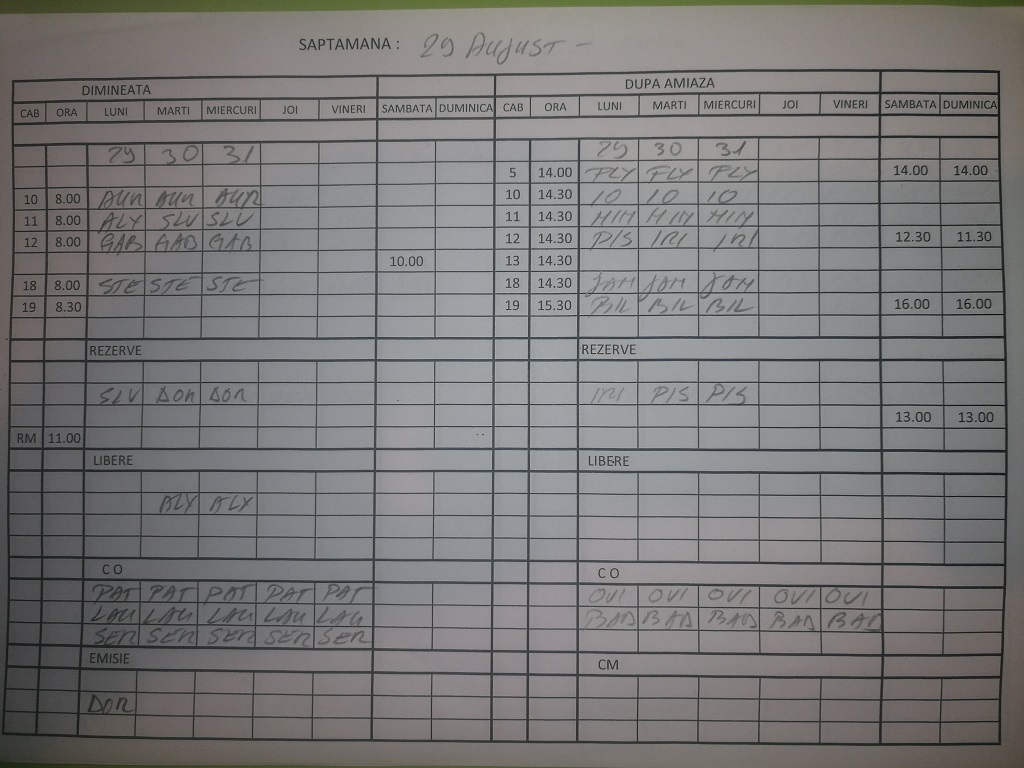 SAPTAMANA : 29 August -
DIMINEATA DUPA AMIAZA
CAB ORA LUNI MARTI MIERCURI JOI VINERI SAMBATA DUMINICA CAB ORA LUNI MARTI MIERCURI JOI VINERI SAMBATA DUMINICA
29 30 31 29 30 31
5 14.00 FLY FLY FLY 14.00 14.00
10 8.00 AUR AUR AUR 10 14.30 IO IO IO
11 8.00 ALY SLV SLV 11 14.30 MIM MIM MIM
12 8.00 GAB GAB GAB 12 14.30 PIS IRI IRI 12.30 11.30
10.00 13 14.30
18 8.00 STE STE STE 18 14.30 JOH JOH JOH
19 8.30 19 15.30 BIL BIL BIL 16.00 16.00
REZERVE REZERVE
SLV DOR DOR IRI PIS PIS
13.00 13.00
RM 11.00
LIBERE LIBERE
ALY ALY
C O C O
PAT PAT PAT PAT PAT OVI OVI OVI OVI OVI
LAU LAU LAU LAU LAU BAD BAD BAD BAD BAD
SER SER SER SER SER
EMISIE CM
DOR